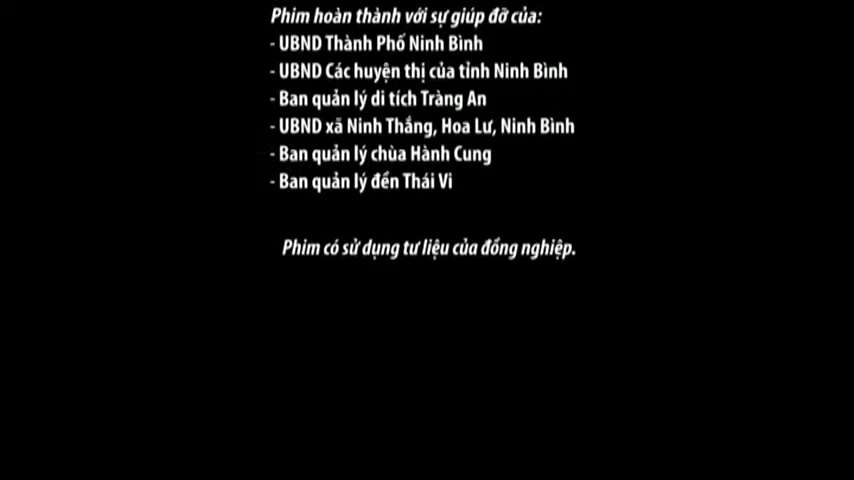 Phim hoàn thành với sự giúp đỡ của:
- UBND Thành Phố Ninh Bình
- UBND Các huyện thị của tỉnh Ninh Bình
- Ban quản lý di tích Tràng An
- UBND xã Ninh Thắng, Hoa Lư, Ninh Bình
- Ban quản lý chùa Hành Cung
- Ban quản lý đền Thái Vi
Phim có sử dụng tư liệu của đồng nghiệp.